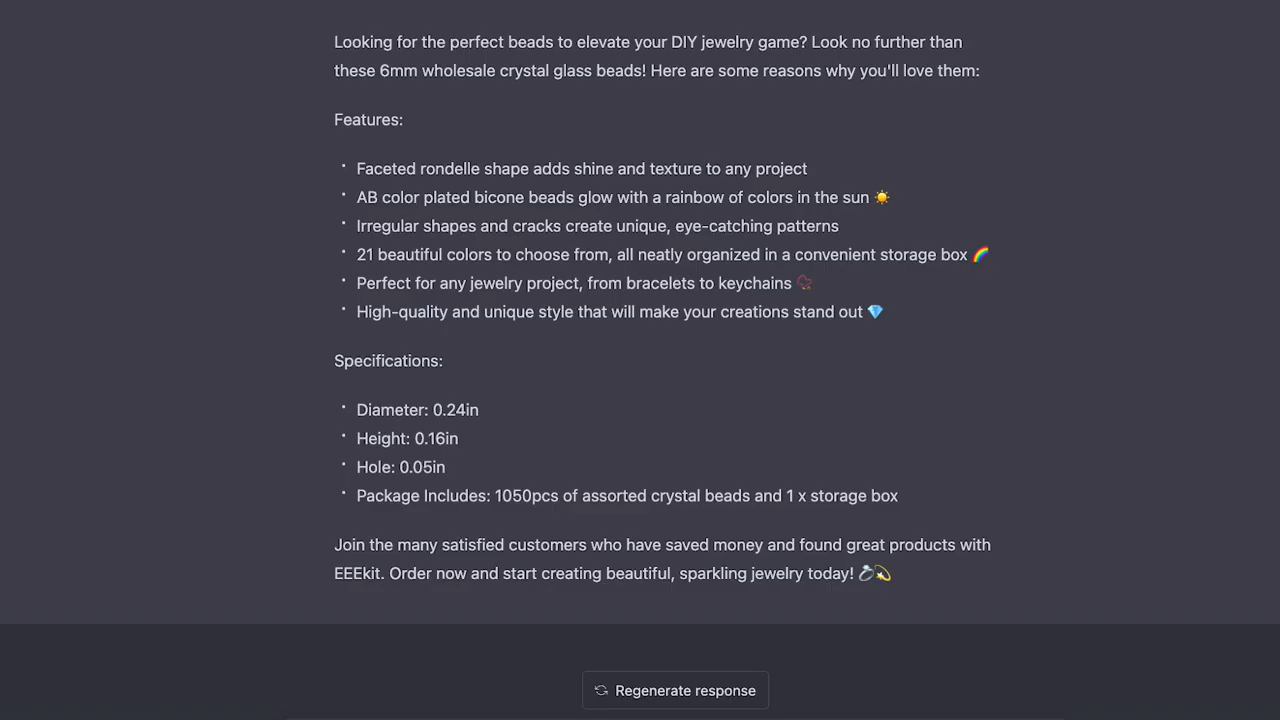 Looking for the perfect beads to elevate your DIY jewelry game? Look no further than
these 6mm wholesale crystal glass beads! Here are some reasons why you'll love them:
Features:
• Faceted rondelle shape adds shine and texture to any project
• AB color plated bicone beads glow with a rainbow of colors in the sun ☀️
• Irregular shapes and cracks create unique, eye-catching patterns
• 21 beautiful colors to choose from, all neatly organized in a convenient storage box 🌈
• Perfect for any jewelry project, from bracelets to keychains 📿
• High-quality and unique style that will make your creations stand out 💎
Specifications:
• Diameter: 0.24in
• Height: 0.16in
• Hole: 0.05in
• Package Includes: 1050pcs of assorted crystal beads and 1 x storage box
Join the many satisfied customers who have saved money and found great products with
EEEkit. Order now and start creating beautiful, sparkling jewelry today! 💍💫
Regenerate response